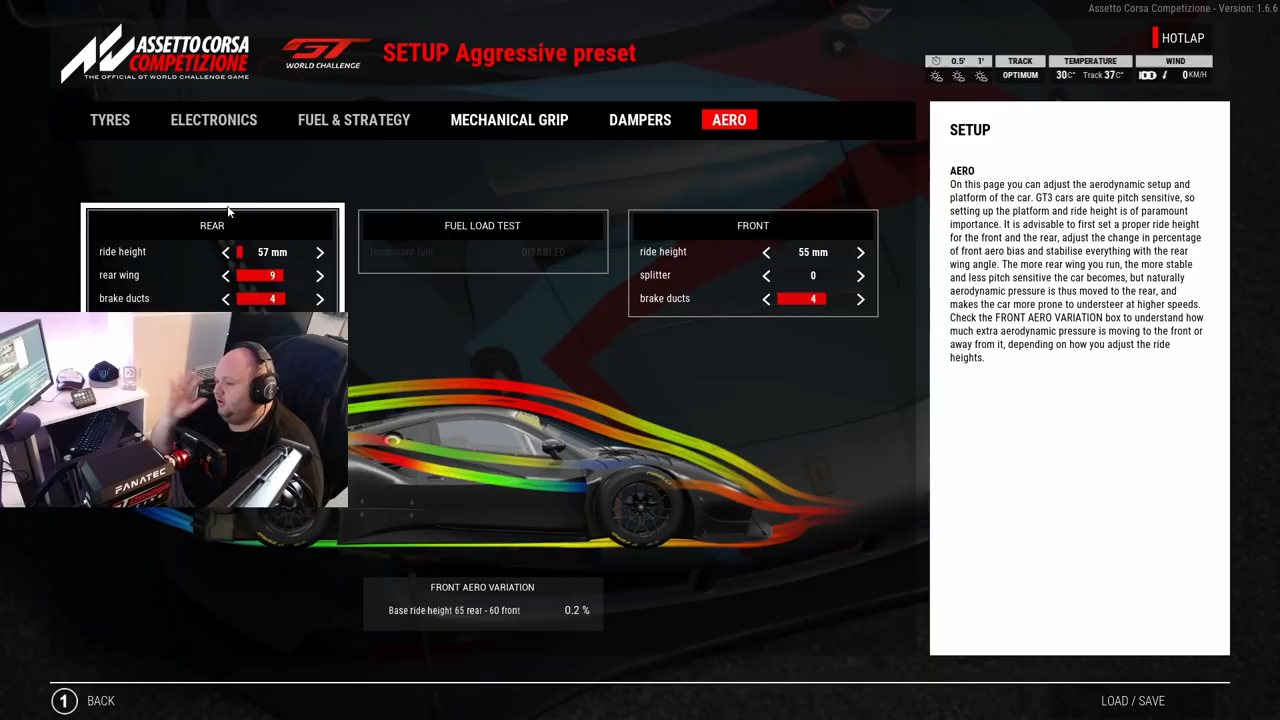 Assetto Corsa Competizione - Version: 1.6.6
ASSETTO CORSA
COMPETIZIONE
THE OFFICIAL GT WORLD CHALLENGE GAME
GT
WORLD CHALLENGE
SETUP Aggressive preset
HOTLAP
0.5' 1' TRACK TEMPERATURE WIND
OPTIMUM 30C° Track 37C° 0KM/H
TYRES ELECTRONICS FUEL & STRATEGY MECHANICAL GRIP DAMPERS AERO
REAR
ride height 57 mm
rear wing 9
brake ducts 4
FUEL LOAD TEST
temporary fuel DISABLED
FRONT
ride height 55 mm
splitter 0
brake ducts 4
SETUP
AERO
On this page you can adjust the aerodynamic setup and
platform of the car. GT3 cars are quite pitch sensitive, so
setting up the platform and ride height is of paramount
importance. It is advisable to first set a proper ride height
for the front and the rear, adjust the change in percentage
of front aero bias and stabilise everything with the rear
wing angle. The more rear wing you run, the more stable
and less pitch sensitive the car becomes, but naturally
aerodynamic pressure is thus moved to the rear, and
makes the car more prone to understeer at higher speeds.
Check the FRONT AERO VARIATION box to understand how
much extra aerodynamic pressure is moving to the front or
away from it, depending on how you adjust the ride
heights.
FANATEC
FRONT AERO VARIATION
Base ride height 65 rear - 60 front 0.2 %
1 BACK
LOAD / SAVE